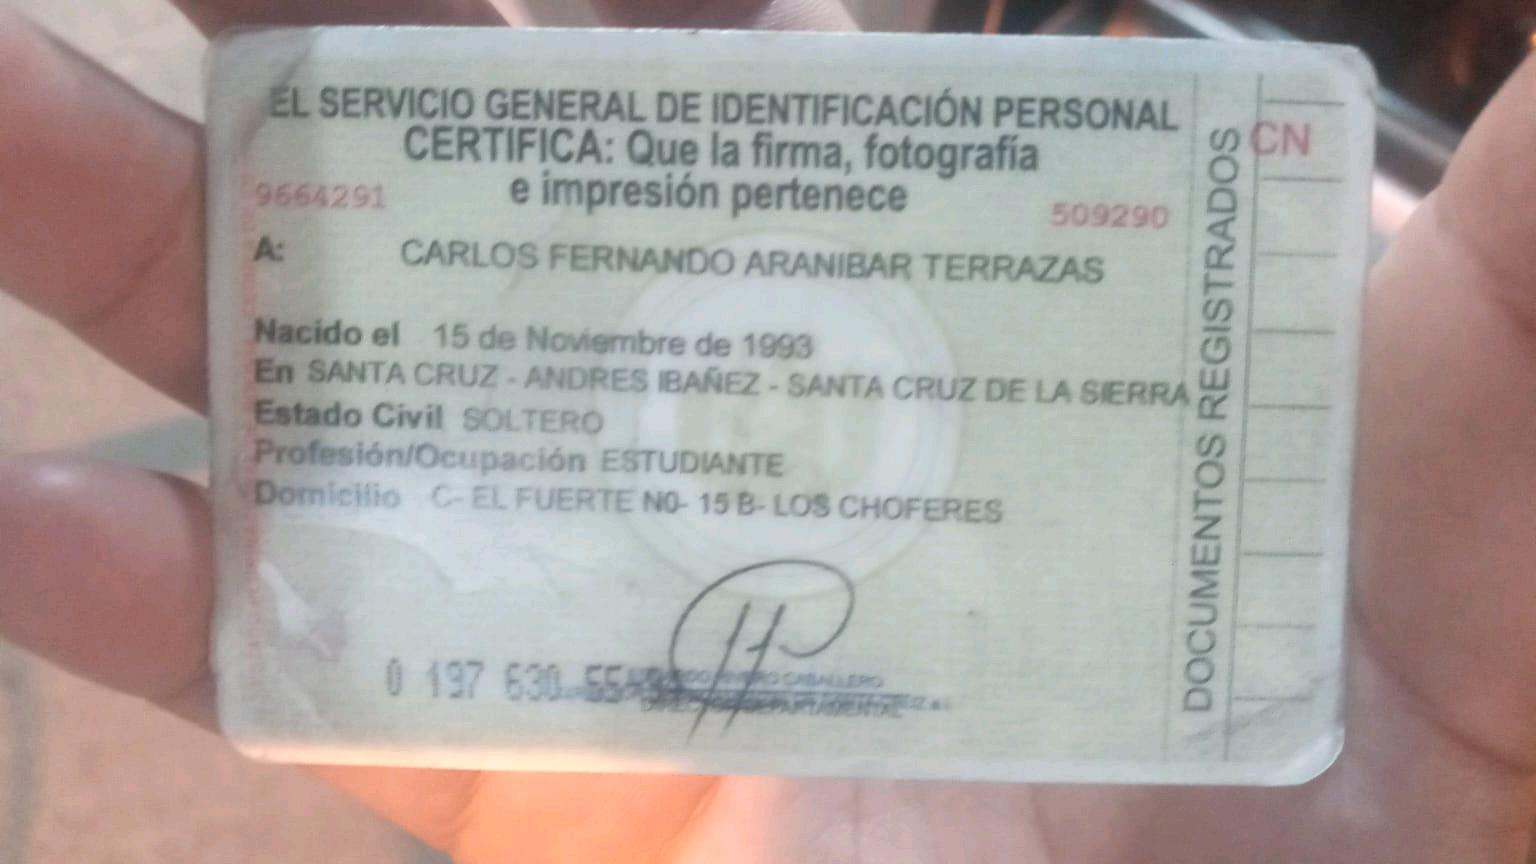 EL SERVICIO GENERAL DE IDENTIFICACIÓN PERSONAL
CERTIFICA: Que la firma, fotografía
e impresión pertenece
9664291
509290
A: CARLOS FERNANDO ARANIBAR TERRAZAS
Nacido el 15 de Noviembre de 1993
En SANTA CRUZ - ANDRES IBAÑEZ - SANTA CRUZ DE LA SIERRA
Estado Civil SOLTERO
Profesión/Ocupación ESTUDIANTE
Domicilio C- EL FUERTE N0- 15 B- LOS CHOFERES
0 197 630 55
CABALLERO
DIRECTOR DEPARTAMENTAL
DOCUMENTOS REGISTRADOS
CN